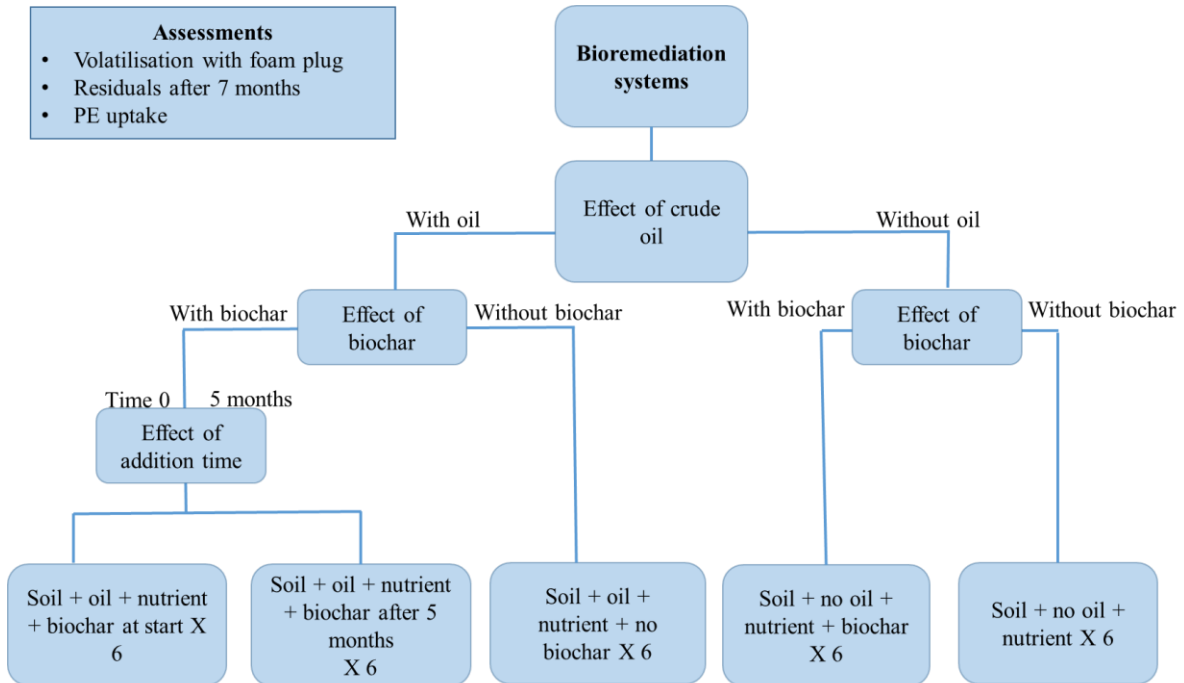 Assessments
• Volatilisation with foam plug
• Residuals after 7 months
• PE uptake
Bioremediation
systems
Effect of crude
oil
With oil
Without oil
With biochar
Effect of
biochar
Without biochar
With biochar
Effect of
biochar
Without biochar
Time 0
5 months
Effect of
addition time
Soil + oil + nutrient
+ biochar at start X
6
Soil + oil + nutrient
+ biochar after 5
months
X 6
Soil + oil +
nutrient + no
biochar X 6
Soil + no oil +
nutrient + biochar
X 6
Soil + no oil +
nutrient X 6